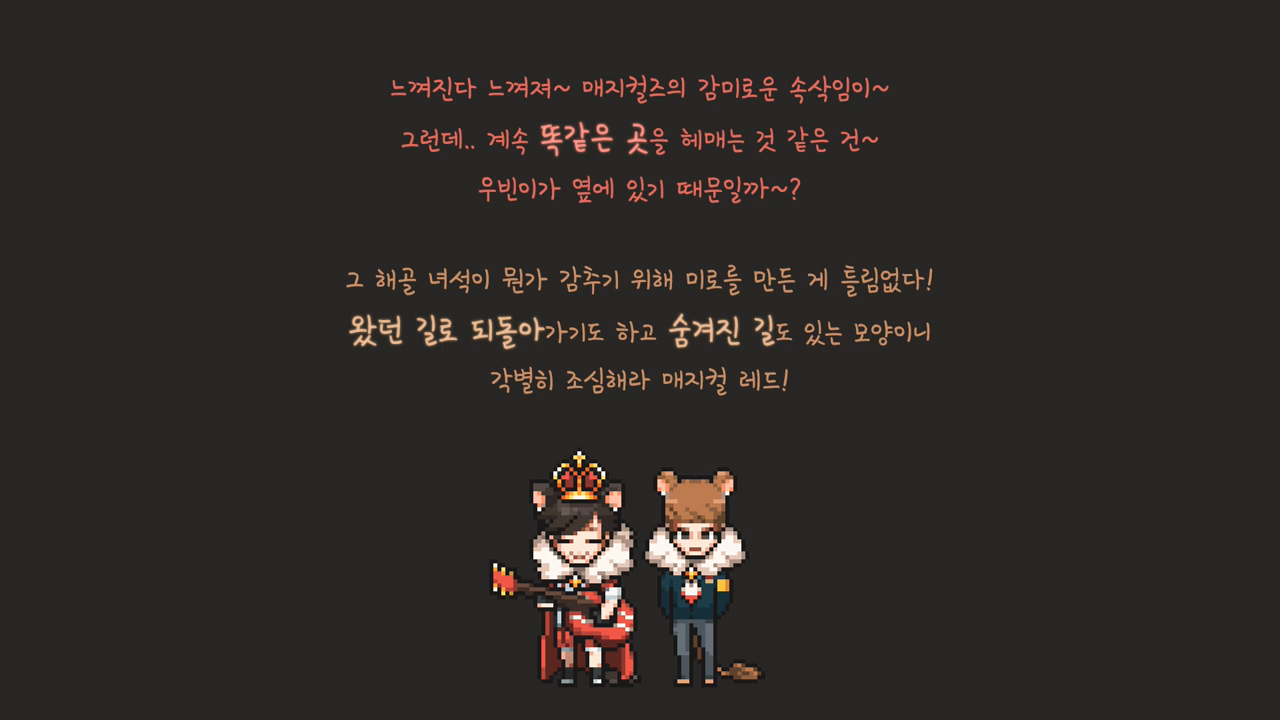 느껴진다 느껴져~ 매지컬즈의 감미로운 속삭임이~
그런데.. 계속 똑같은 곳을 헤매는 것 같은 건~
우빈이가 옆에 있기 때문일까~?
그 해골 녀석이 뭔가 감추기 위해 미로를 만든 게 틀림없다!
왔던 길로 되돌아가기도 하고 숨겨진 길도 있는 모양이니
각별히 조심해라 매지컬 레드!